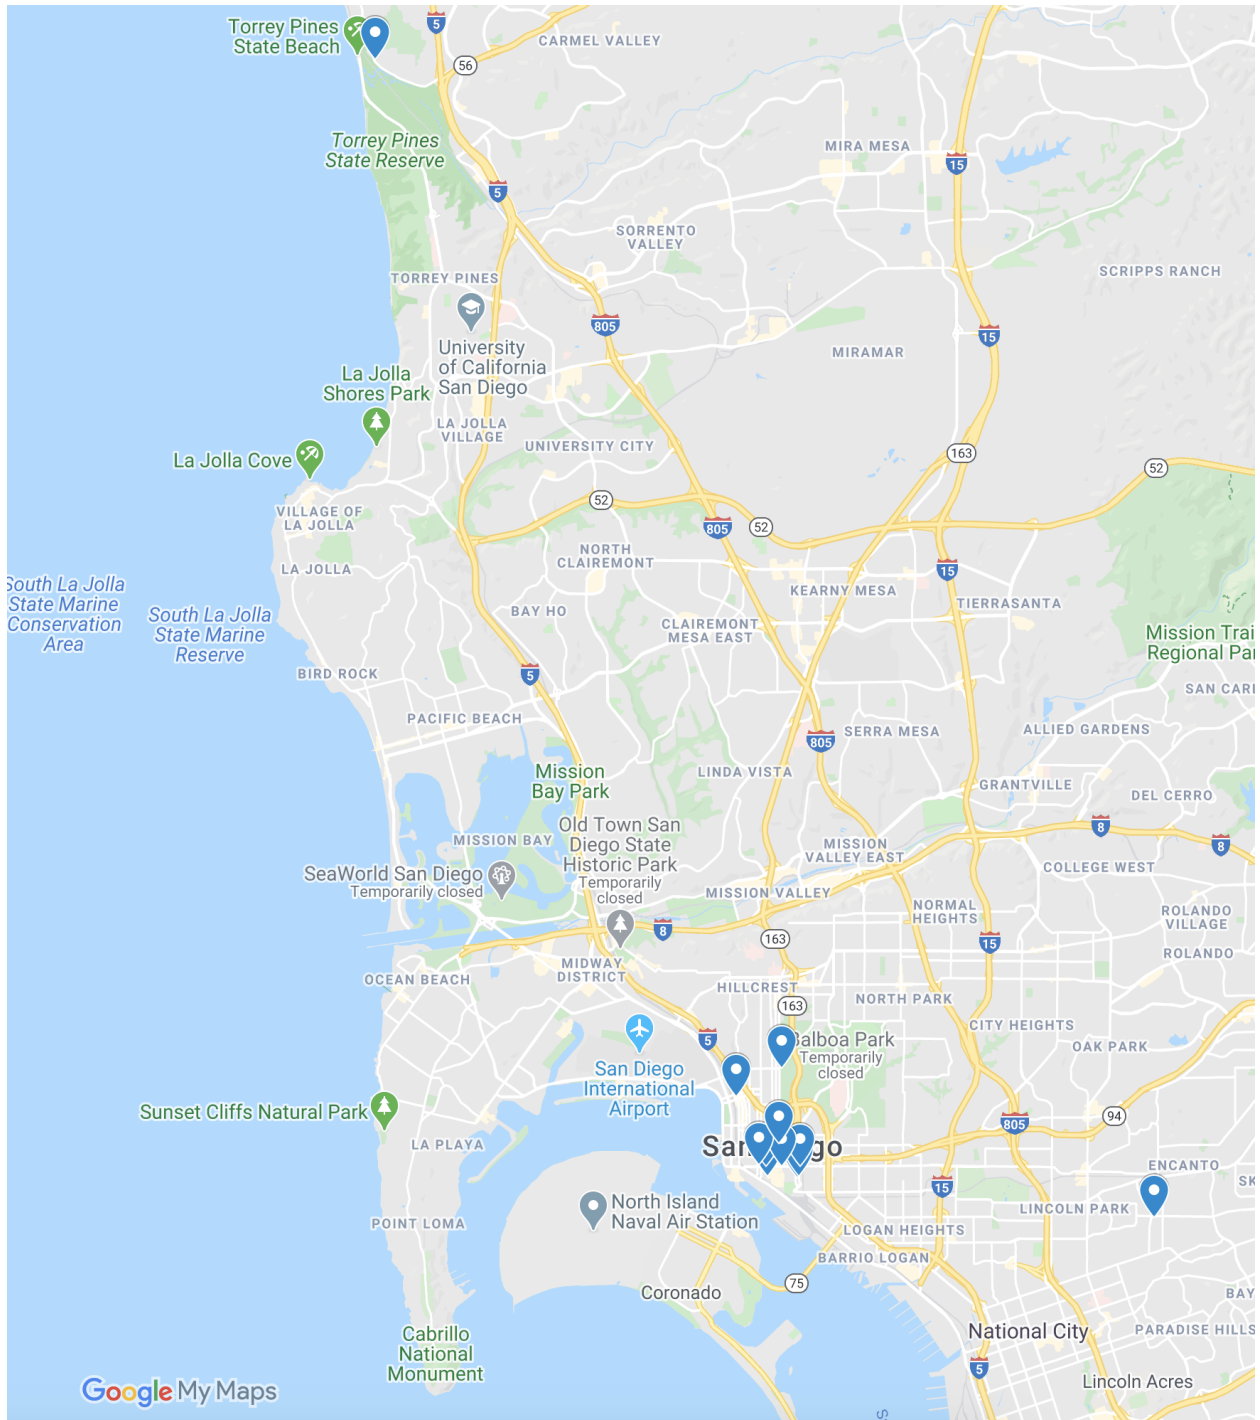 Torrey Pines
State Beach
5
CARMEL VALLEY
56
Torrey Pines
State Reserve
MIRA MESA
15
5
SORRENTO
VALLEY
TORREY PINES
SCRIPPS RANCH
805
15
University
of California
San Diego
MIRAMAR
La Jolla
Shores Park
LA JOLLA
VILLAGE
UNIVERSITY CITY
163
La Jolla Cove
52
52
VILLAGE OF
LA JOLLA
805
52
NORTH
CLAIREMONT
LA JOLLA
15
KEARNY MESA
TIERRASANTA
South La Jolla
State Marine
Conservation
Area
South La Jolla
State Marine
Reserve
BAY HO
CLAIREMONT
MESA EAST
Mission Trai
Regional Pa
BIRD ROCK
5
SAN CAR
PACIFIC BEACH
805
SERRA MESA
ALLIED GARDENS
Mission
Bay Park
LINDA VISTA
GRANTVILLE
DEL CERRO
MISSION BAY
Old Town San
Diego State
Historic Park
Temporarily
closed
8
8
MISSION
VALLEY EAST
COLLEGE WEST
SeaWorld San Diego
Temporarily closed
MISSION VALLEY
NORMAL
HEIGHTS
ROLANDO
VILLAGE
8
163
15
ROLANDO
MIDWAY
DISTRICT
OCEAN BEACH
HILLCREST
163
NORTH PARK
CITY HEIGHTS
5
Balboa Park
Temporarily
closed
OAK PARK
San Diego
International
Airport
Sunset Cliffs Natural Park
805
94
LA PLAYA
San
go
ENCANTO
SK
15
North Island
Naval Air Station
LINCOLN PARK
POINT LOMA
LOGAN HEIGHTS
BARRIO LOGAN
75
Coronado
BAY
National City
PARADISE HILLS
Cabrillo
National
Monument
5
Lincoln Acres
Google My Maps
S